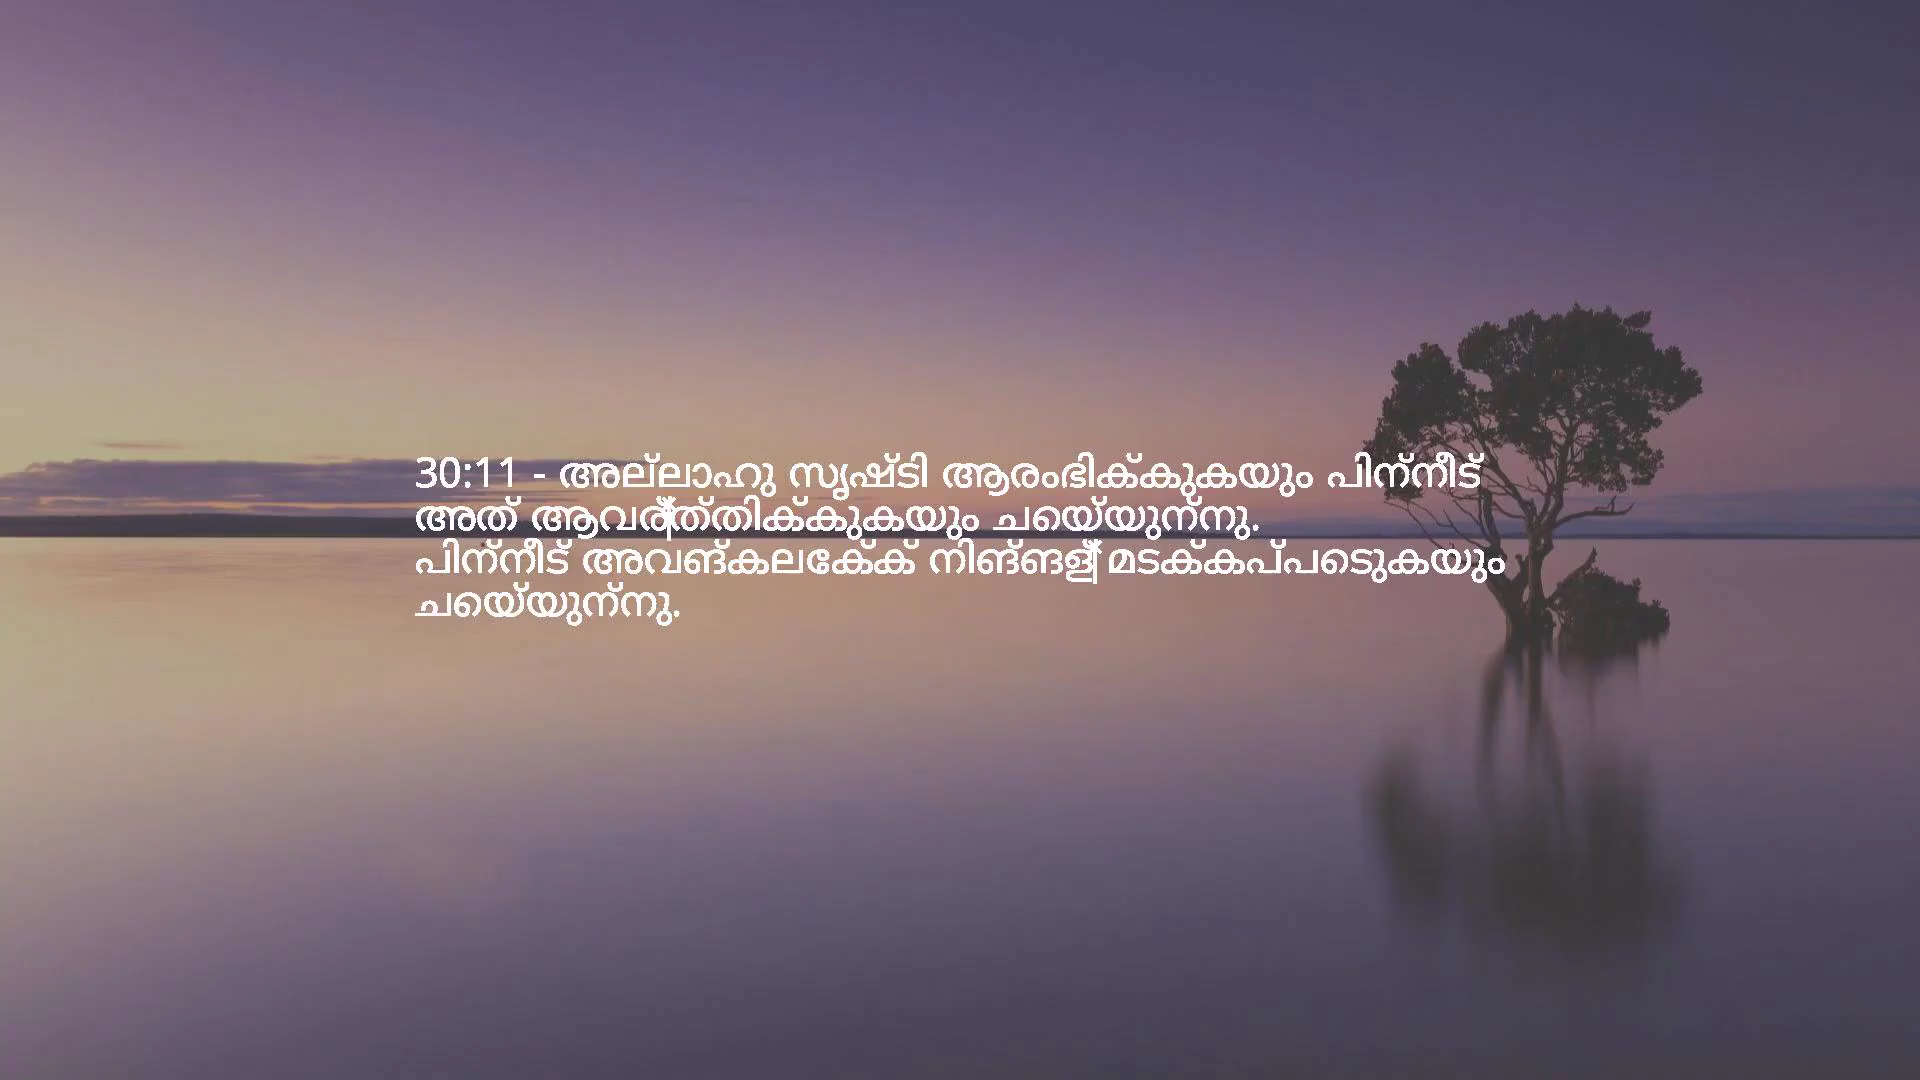 30:11 - അല്ലാഹു സൃഷ്ടി ആരംഭിക്കുകയും പിന്നീട്
അത് ആവര്‍ത്തിക്കുകയും ചെയ്യുന്നു.
പിന്നീട് അവങ്കലേക്ക് നിങ്ങള്‍ മടക്കപ്പെടുകയും
ചെയ്യുന്നു.